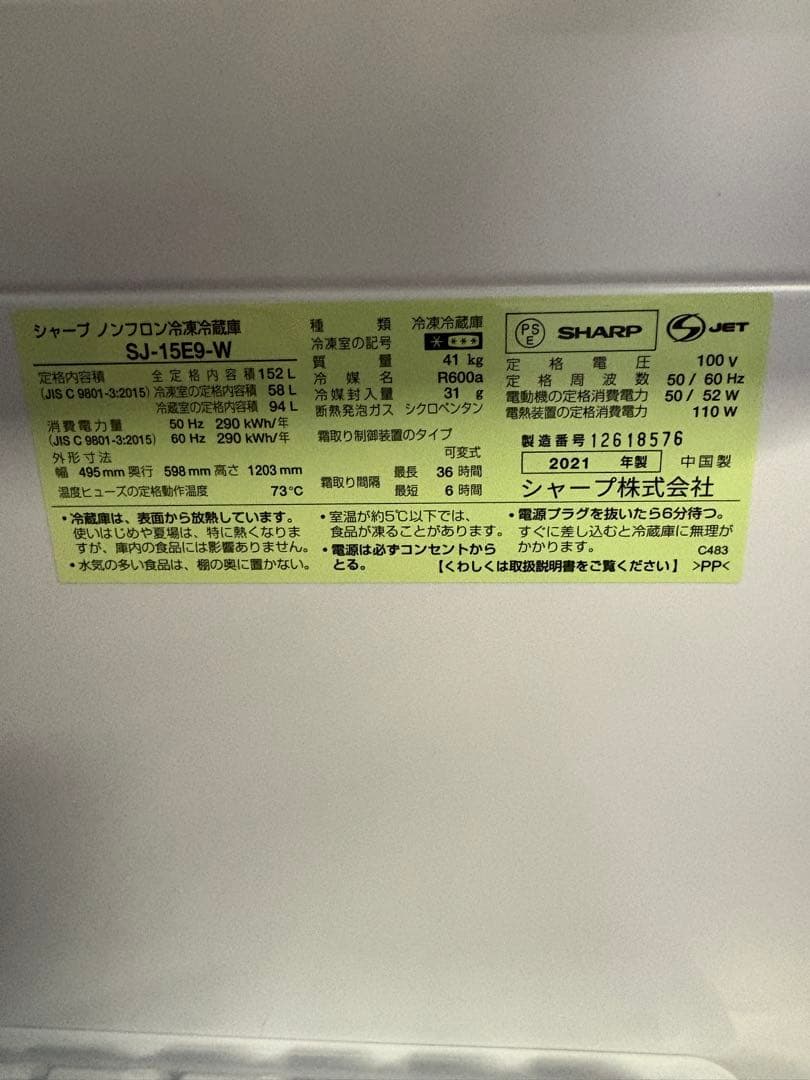 シャープ ノンフロン冷凍冷蔵庫
SJ-15E9-W
定格内容積 全定格内容積 152 L
(JIS C 9801-3:2015) 冷凍室の定格内容積 58 L
冷蔵室の定格内容積 94 L
消費電力量 50 Hz 290 kWh/年
(JIS C 9801-3:2015) 60 Hz 290 kWh/年
外形寸法
幅 495 mm 奥行 598 mm 高さ 1203 mm
温度ヒューズの定格動作温度 73℃
種類 冷凍冷蔵庫
冷凍室の記号 ****
質量 41 kg
冷媒名 R600a
冷媒封入量 31 g
断熱発泡ガス シクロペンタン
霜取り制御装置のタイプ
可変式
霜取り間隔 最長 36 時間
最短 6 時間
PSE SHARP JET
定格電圧 100 V
定格周波数 50 / 60 Hz
電動機の定格消費電力 50 / 52 W
電熱装置の定格消費電力 110 W
製造番号 12618576
2021 年製 中国製
シャープ株式会社
・冷蔵庫は、表面から放熱しています。
使いはじめや夏場は、特に熱くなりま
すが、庫内の食品には影響ありません。
・水気の多い食品は、棚の奥に置かない。
・室温が約5℃以下では、
食品が凍ることがあります。
・電源は必ずコンセントから
とる。
・電源プラグを抜いたら6分待つ。
すぐに差し込むと冷蔵庫に無理が
かかります。 C483
【くわしくは取扱説明書をご覧ください】 >PP<